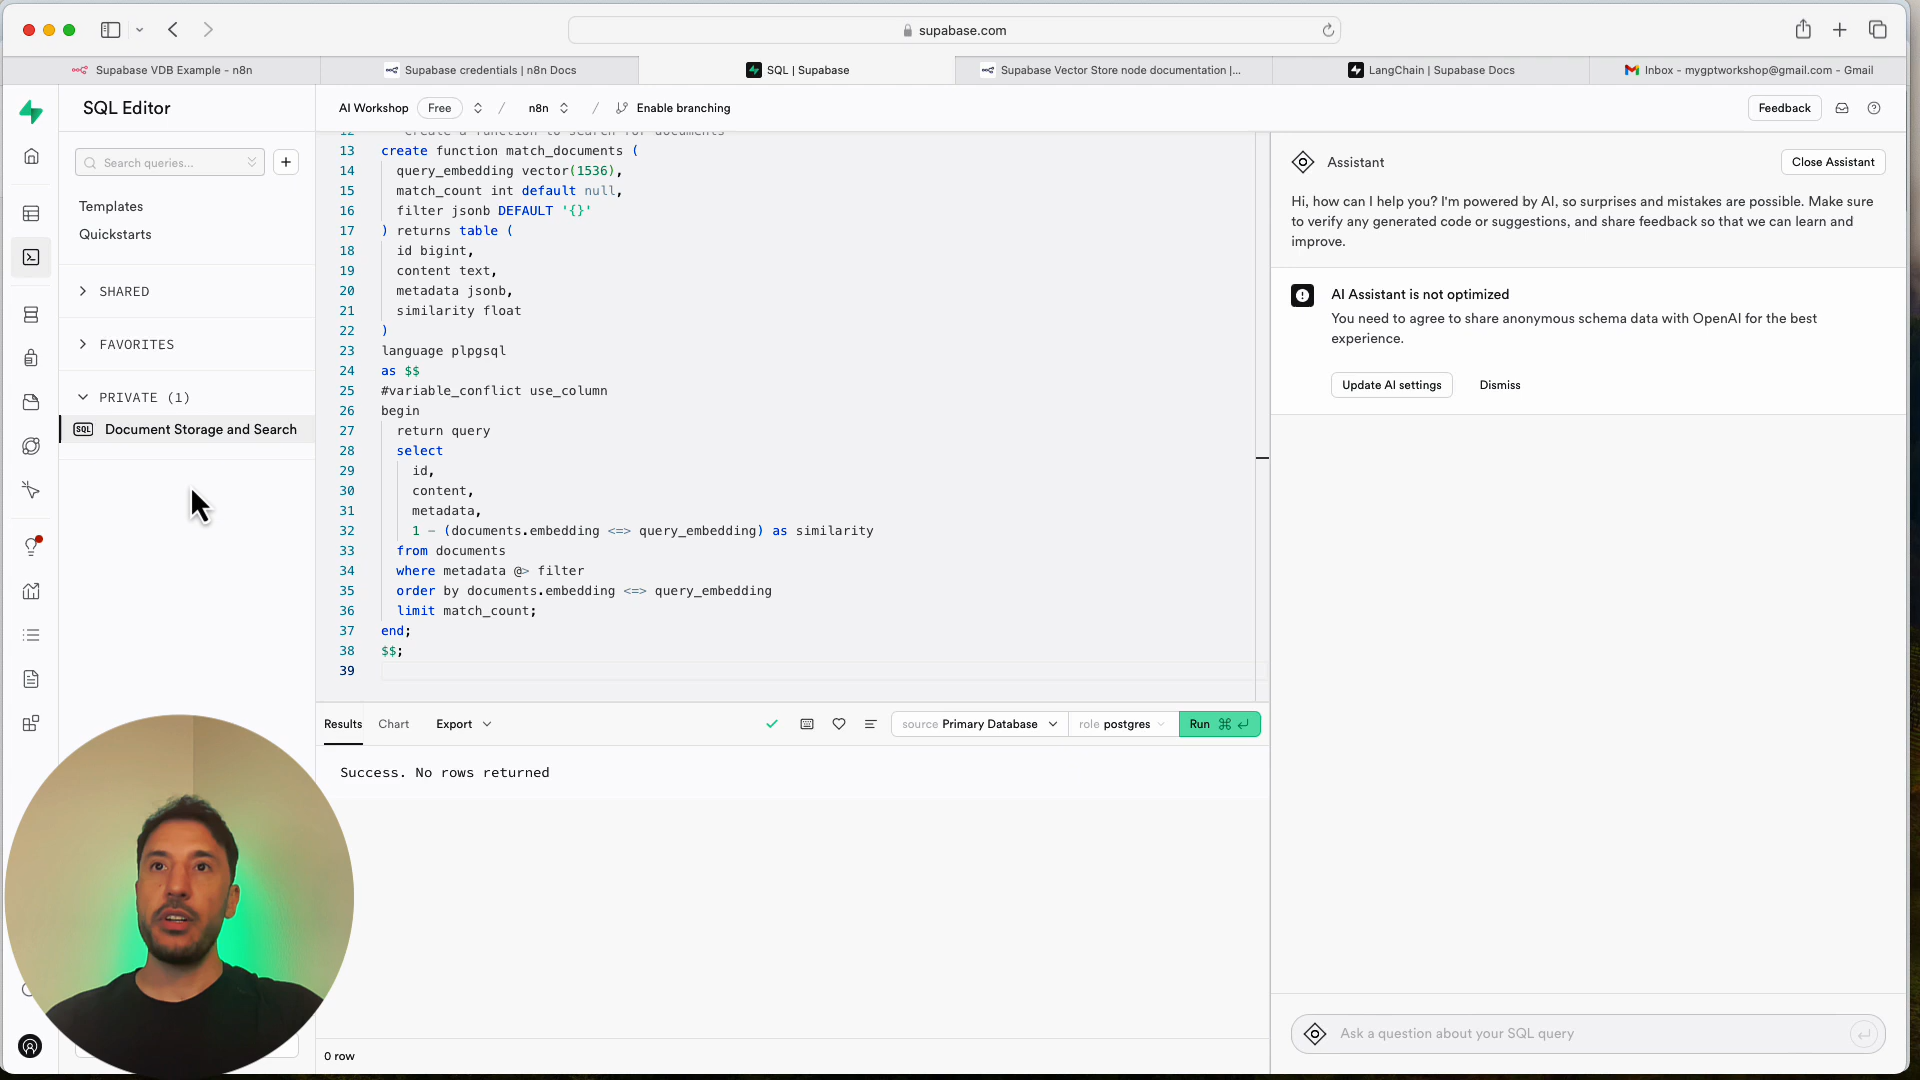 supabase.com
Supabase VDB Example - n8n
Supabase credentials | n8n Docs
SQL | Supabase
Supabase Vector Store node documentation |...
LangChain | Supabase Docs
Inbox - mygptworkshop@gmail.com - Gmail
SQL Editor
AI Workshop Free / n8n / Enable branching
Feedback
Search queries...
Templates
Quickstarts
SHARED
FAVORITES
PRIVATE (1)
SQL Document Storage and Search
12 Create a function to search for documents
13 create function match_documents (
14 query_embedding vector(1536),
15 match_count int default null,
16 filter jsonb DEFAULT '{}'
17 ) returns table (
18 id bigint,
19 content text,
20 metadata jsonb,
21 similarity float
22 )
23 language plpgsql
24 as $$
25 #variable_conflict use_column
26 begin
27 return query
28 select
29 id,
30 content,
31 metadata,
32 1 - (documents.embedding <=> query_embedding) as similarity
33 from documents
34 where metadata @> filter
35 order by documents.embedding <=> query_embedding
36 limit match_count;
37 end;
38 $$;
39
Results Chart Export
source Primary Database
role postgres
Run ⌘ ↵
Success. No rows returned
0 row
Assistant
Close Assistant
Hi, how can I help you? I'm powered by AI, so surprises and mistakes are possible. Make sure
to verify any generated code or suggestions, and share feedback so that we can learn and
improve.
AI Assistant is not optimized
You need to agree to share anonymous schema data with OpenAI for the best
experience.
Update AI settings
Dismiss
Ask a question about your SQL query